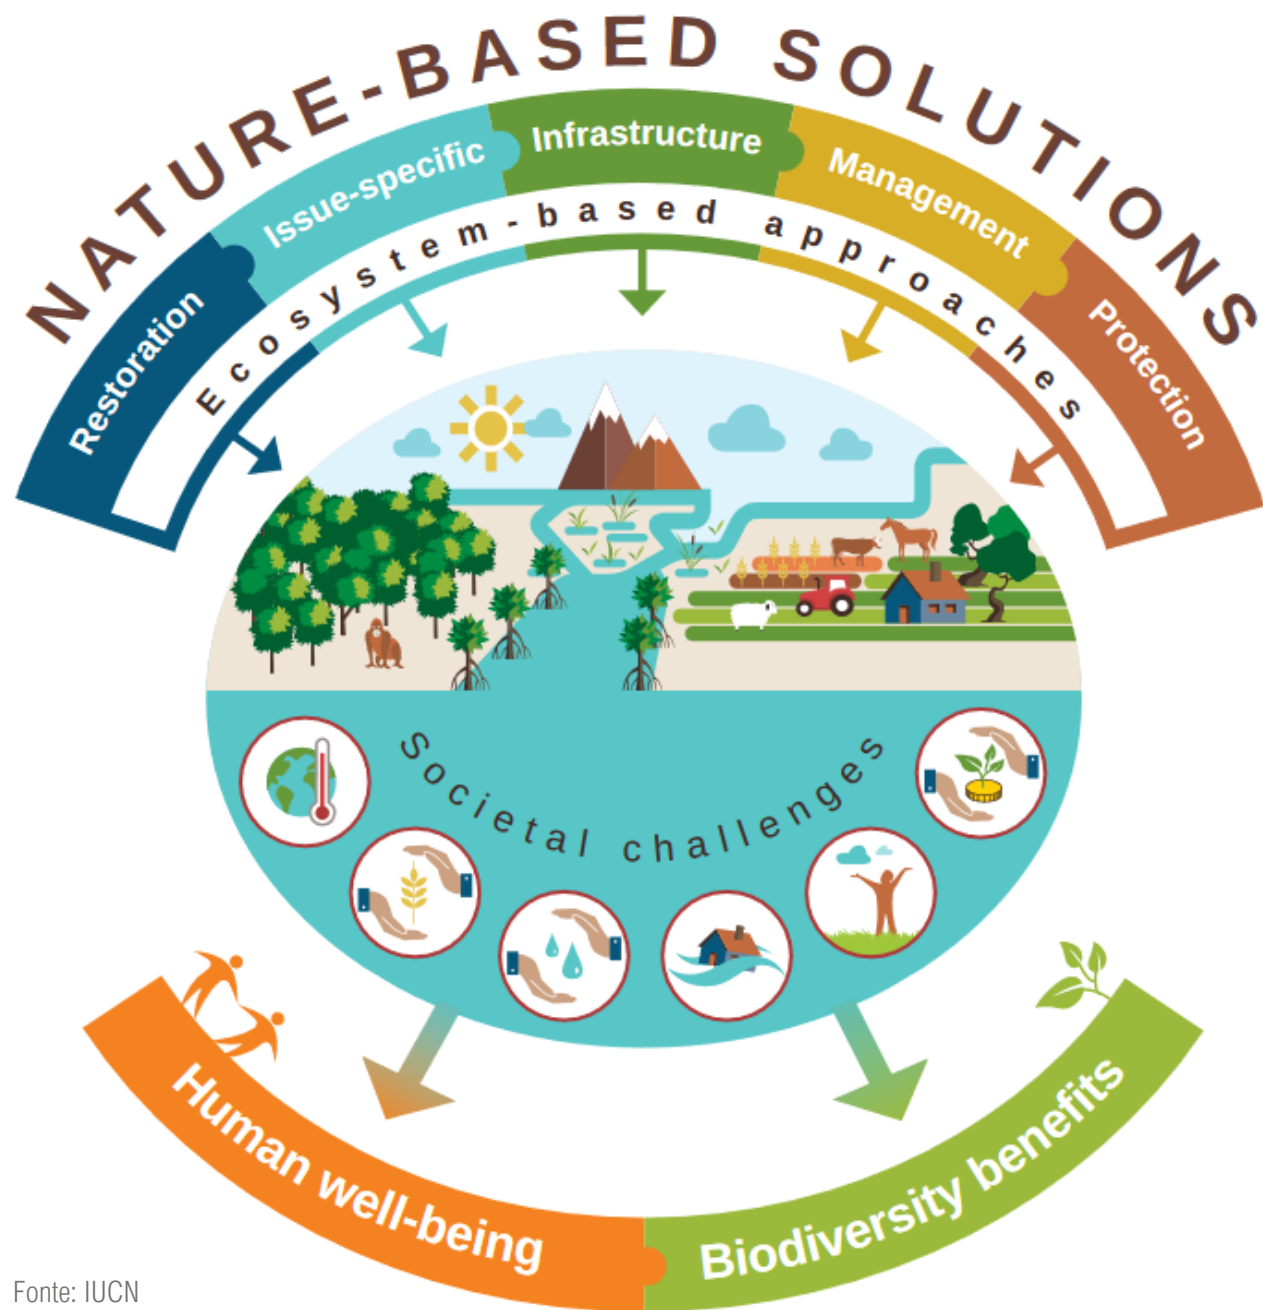 NATURE-BASED SOLUTIONS
Restoration
Issue-specific
Infrastructure
Management
Protection
Ecosystem-based approaches
Societal challenges
Human well-being
Biodiversity benefits
Fonte: IUCN